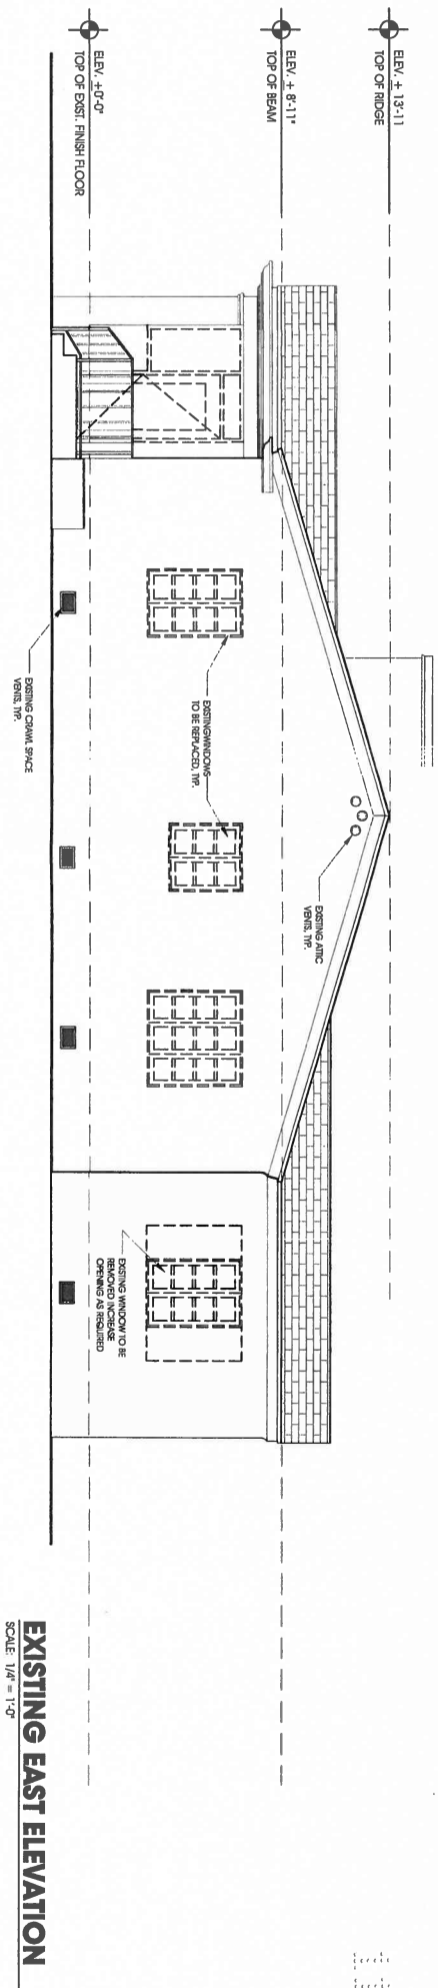 ELEV. + 13'-11
TOP OF RIDGE
ELEV. + 8'-11"
TOP OF BEAM
ELEV. +0'-0"
TOP OF EXIST. FINISH FLOOR
EXISTING ATTIC
VENTS, TYP.
EXISTINGWINDOWS
TO BE REPLACED, TYP.
EXISTING WINDOW TO BE
REMOVED INCREASE
OPENING AS REQUIRED
EXISTING CRAWL SPACE
VENTS, TYP.
EXISTING EAST ELEVATION
SCALE: 1/4" = 1'-0"